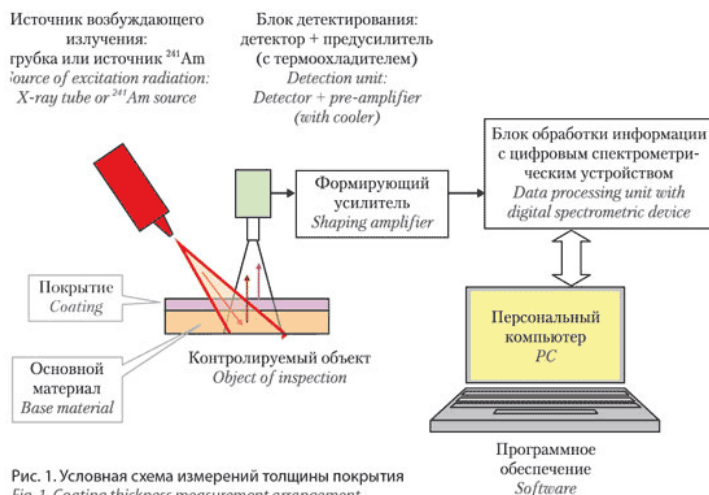 Источник возбуждающего
излучения:
трубка или источник ²⁴¹Am
Source of excitation radiation:
X-ray tube or ²⁴¹Am source
Блок детектирования:
детектор + предусилитель
(с термоохладителем)
Detection unit:
Detector + pre-amplifier
(with cooler)
Формирующий
усилитель
Shaping amplifier
Блок обработки информации
с цифровым спектрометри-
ческим устройством
Data processing unit with
digital spectrometric device
Покрытие
Coating
Основной
материал
Base material
Контролируемый объект
Object of inspection
Персональный
компьютер
PC
Программное
обеспечение
Software
Рис. 1. Условная схема измерений толщины покрытия
Fig. 1. Coating thickness measurement arrangement